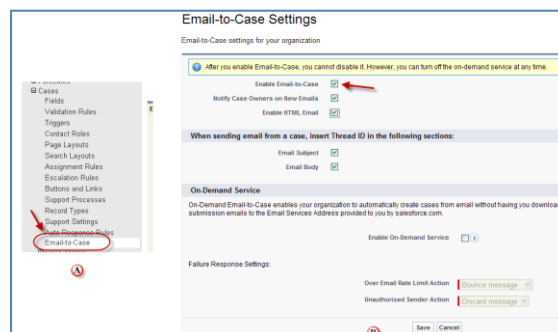 Email-to-Case Settings
Email-to-Case settings for your organization
After you enable Email-to-Case, you cannot disable it. However, you can turn off the on-demand service at any time.
Enable Email-to-Case
Notify Case Owners on New Emails
Enable HTML Email
When sending email from a case, insert Thread ID in the following sections:
Email Subject
Email Body
On-Demand Service
On-Demand Email-to-Case enables your organization to automatically create cases from email without having you download
submission emails to the Email Services Address provided to you by salesforce.com.
Enable On-Demand Service
Failure Response Settings:
Over Email Rate Limit Action Bounce message
Unauthorized Sender Action Discard message
Save Cancel
B
Cases
Fields
Validation Rules
Triggers
Contact Roles
Page Layouts
Search Layouts
Assignment Rules
Escalation Rules
Buttons and Links
Support Processes
Record Types
Support Settings
Auto Response Rules
Email-to-Case
A